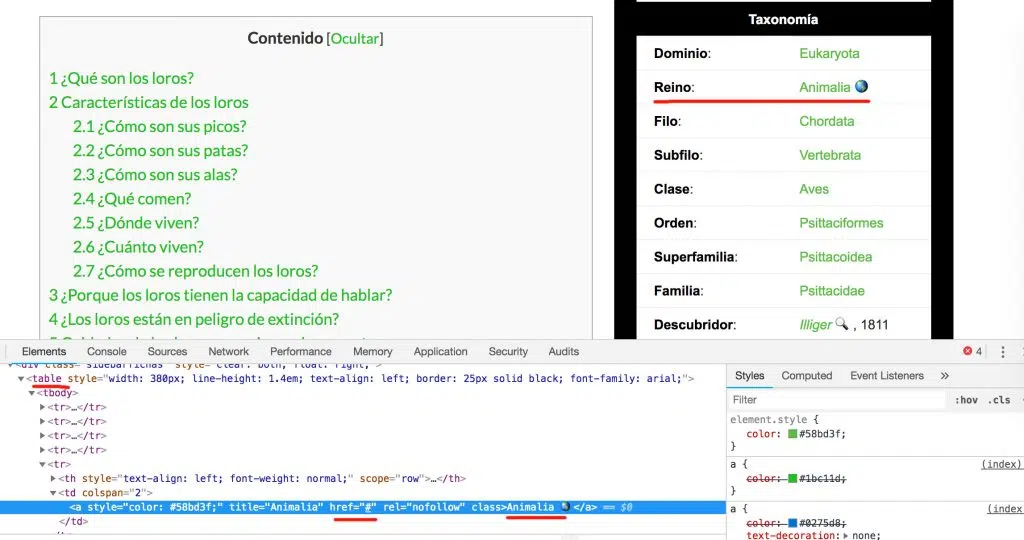 Contenido [Ocultar]
1 ¿Qué son los loros?
2 Características de los loros
2.1 ¿Cómo son sus picos?
2.2 ¿Cómo son sus patas?
2.3 ¿Cómo son sus alas?
2.4 ¿Qué comen?
2.5 ¿Dónde viven?
2.6 ¿Cuánto viven?
2.7 ¿Cómo se reproducen los loros?
3 ¿Porque los loros tienen la capacidad de hablar?
4 ¿Los loros están en peligro de extinción?
Taxonomía
Dominio: Eukaryota
Reino: Animalia
Filo: Chordata
Subfilo: Vertebrata
Clase: Aves
Orden: Psittaciformes
Superfamilia: Psittacoidea
Familia: Psittacidae
Descubridor: Illiger , 1811
Elements Console Sources Network Performance Memory Application Security Audits 4
<div class="sidebarfichas" style="clear: both; float: right;">
<table style="width: 380px; line-height: 1.4em; text-align: left; border: 25px solid black; font-family: arial;">
<tbody>
<tr>…</tr>
<tr>…</tr>
<tr>…</tr>
<tr>…</tr>
<tr>
<th style="text-align: left; font-weight: normal;" scope="row">…</th>
<td colspan="2">
<a style="color: #58bd3f;" title="Animalia" href="#" rel="nofollow" class>Animalia </a> == $0
</td>
Styles Computed Event Listeners »
Filter :hov .cls
element.style {
color: #58bd3f;
}
a { (index)
color: #1bc11d;
}
a { (index)
color: #0275d8;
text-decoration: none;